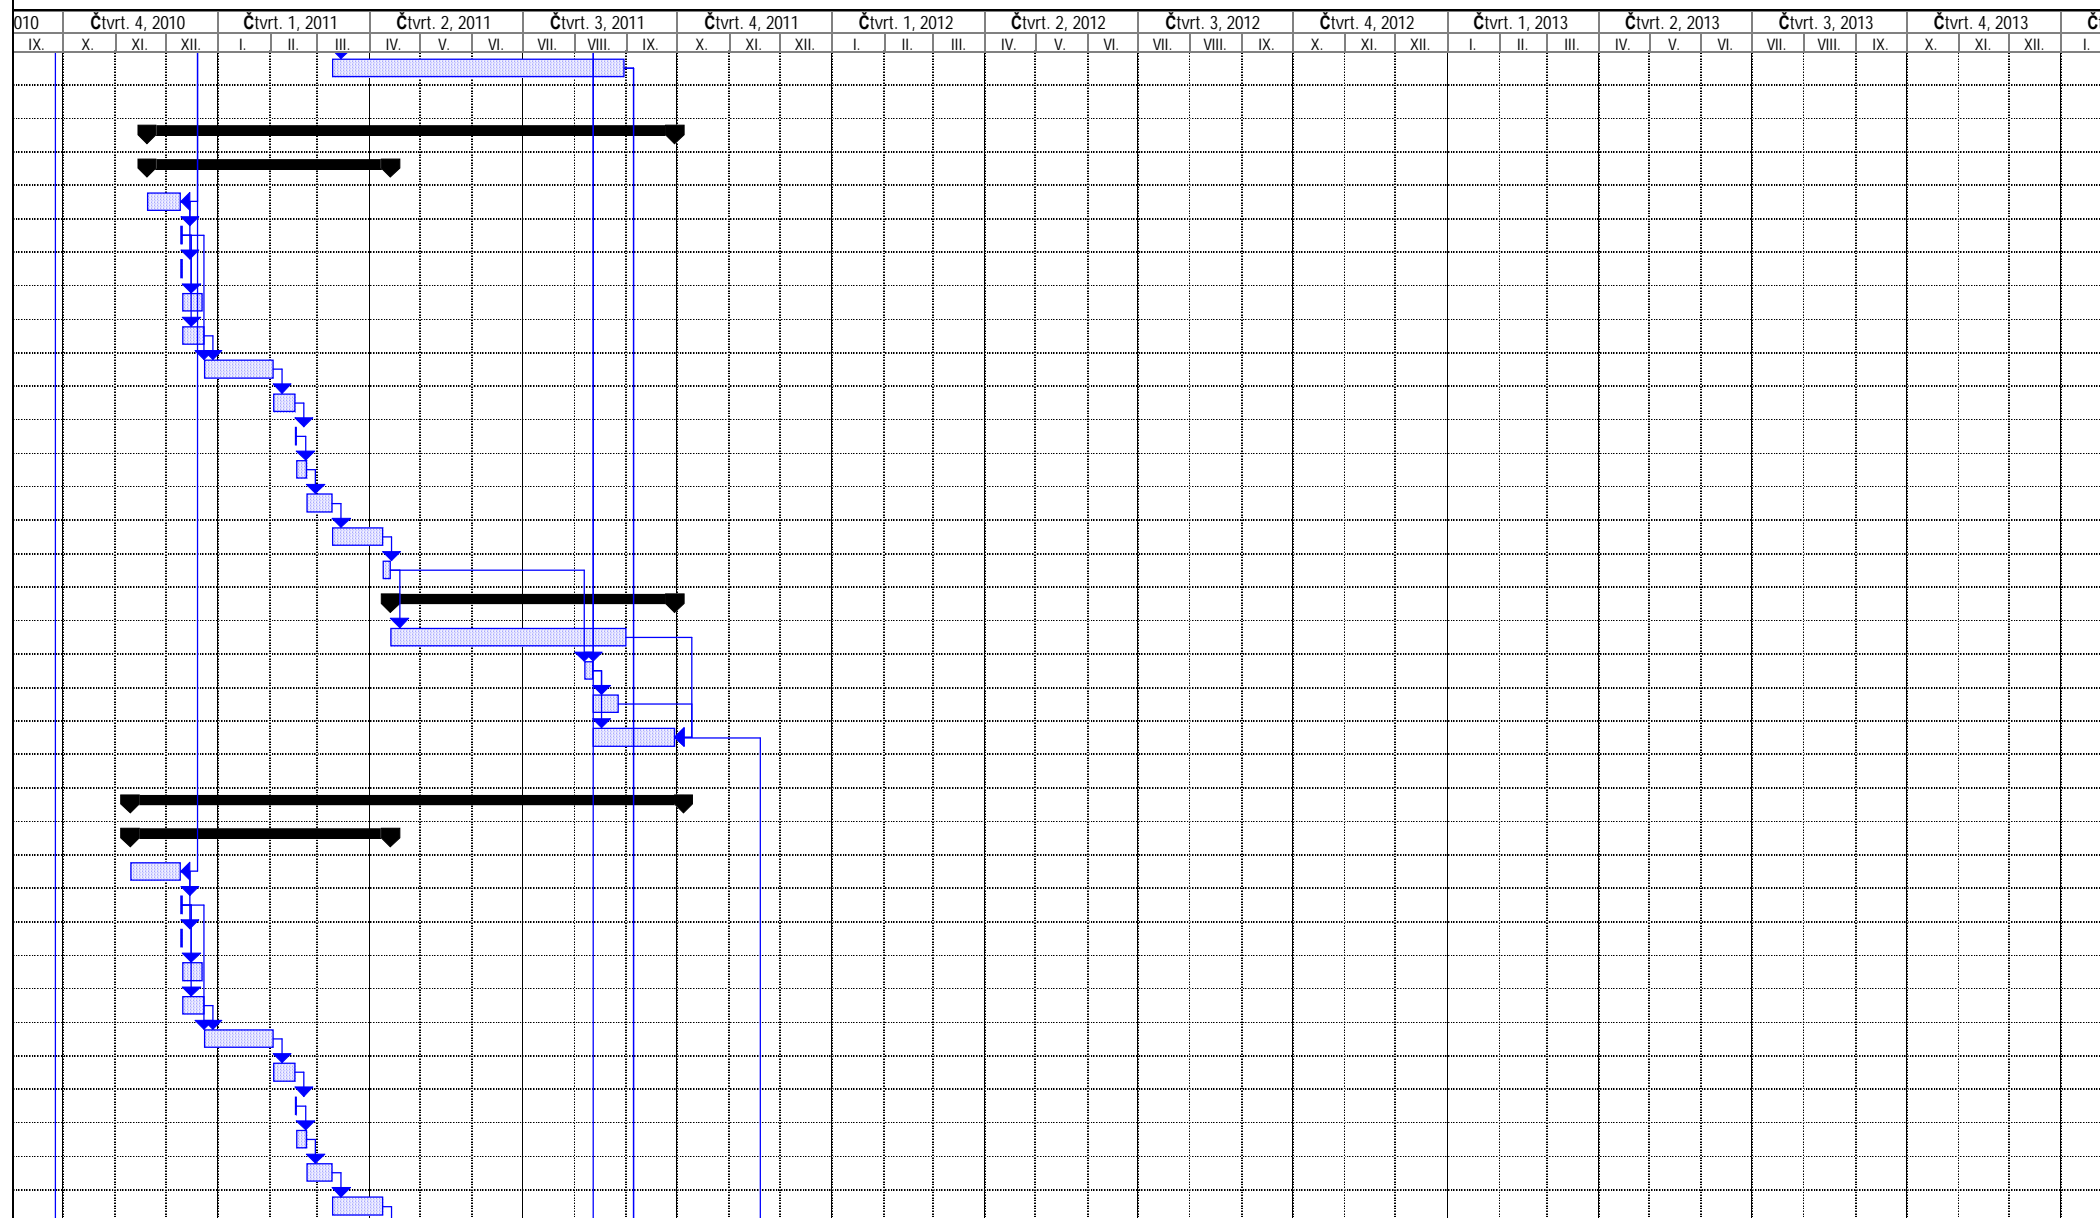 010 Čtvrt. 4, 2010 Čtvrt. 1, 2011 Čtvrt. 2, 2011 Čtvrt. 3, 2011 Čtvrt. 4, 2011 Čtvrt. 1, 2012 Čtvrt. 2, 2012 Čtvrt. 3, 2012 Čtvrt. 4, 2012 Čtvrt. 1, 2013 Čtvrt. 2, 2013 Čtvrt. 3, 2013 Čtvrt. 4, 2013 Čt
IX. X. XI. XII. I. II. III. IV. V. VI. VII. VIII. IX. X. XI. XII. I. II. III. IV. V. VI. VII. VIII. IX. X. XI. XII. I. II. III. IV. V. VI. VII. VIII. IX. X. XI. XII. I.